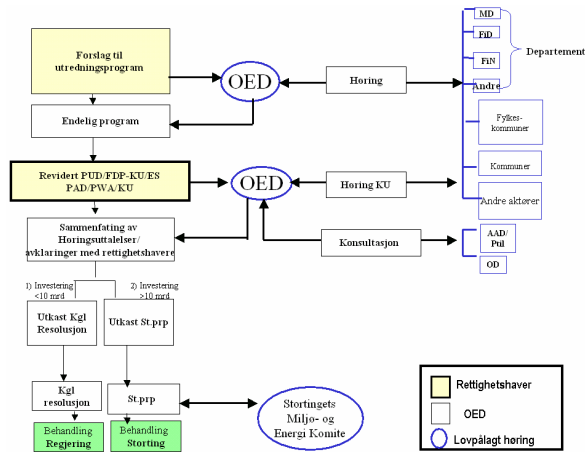 Forslag til
utredningsprogram
OED
Horing
MD
FiD
FiN
Andre
Departement
Endelig program
Fylkes-
kommuner
Revidert PUD/FDP-KU/ES
PAD/PWA/KU
OED
Horing KU
Kommuner
Andre aktører
Sammenfating av
Horingsuttalelser/
avklaringer med rettighetshavere
Konsultasjon
AAD/
Ptil
OD
1) Investering
<10 mrd
2) Investering
>10 mrd
Utkast Kgl
Resolusjon
Utkast St.prp
Kgl
resolusjon
St.prp
Stortingets
Miljø- og
Energi Komite
Behandling
Regjering
Behandling
Storting
Rettighetshaver
OED
Lovpålagt høring